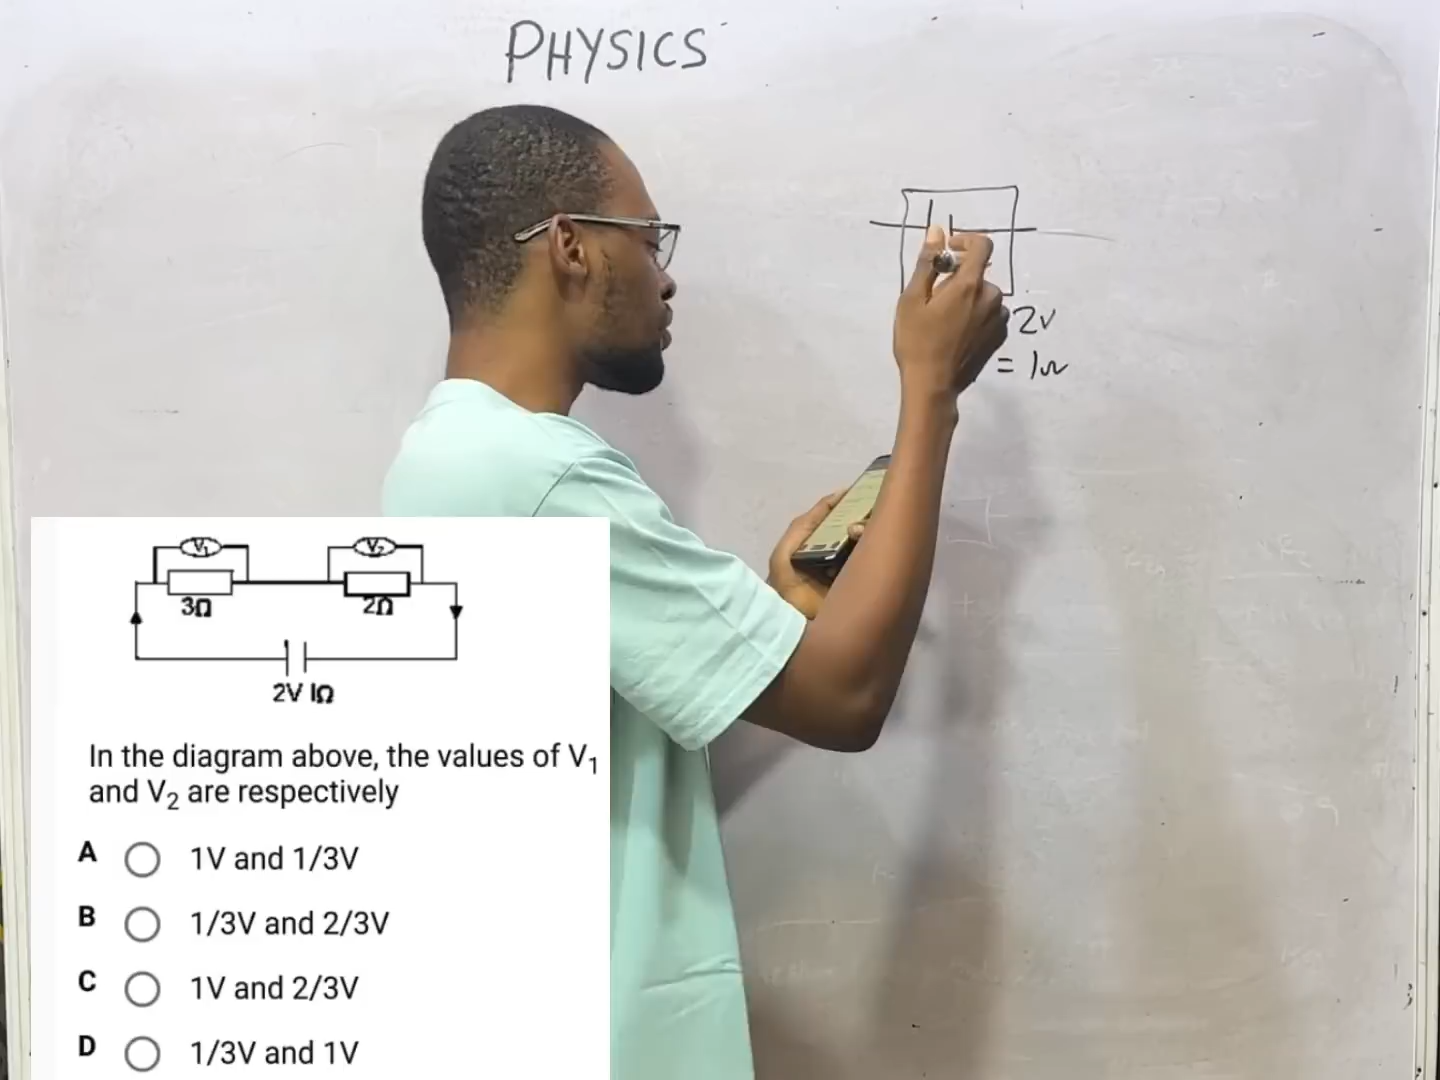 PHYSICS
2v
= 1Ω
V₁
V₂
3Ω
2Ω
2V 1Ω
In the diagram above, the values of V₁
and V₂ are respectively
A 1V and 1/3V
B 1/3V and 2/3V
C 1V and 2/3V
D 1/3V and 1V